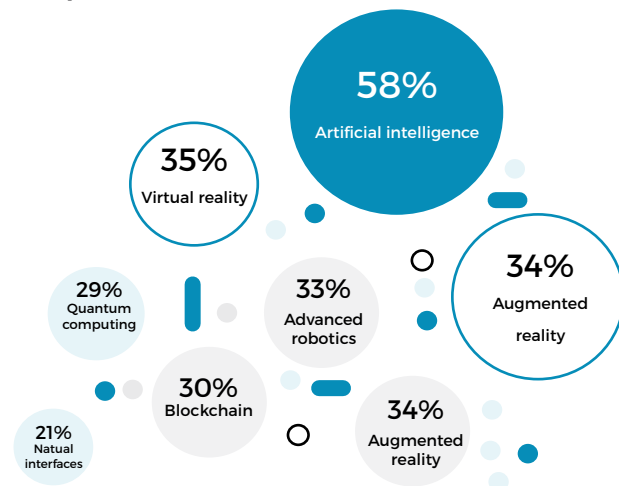 58%
Artificial intelligence
35%
Virtual reality
34%
Augmented
reality
29%
Quantum
computing
33%
Advanced
robotics
30%
Blockchain
34%
Augmented
reality
21%
Natual
interfaces